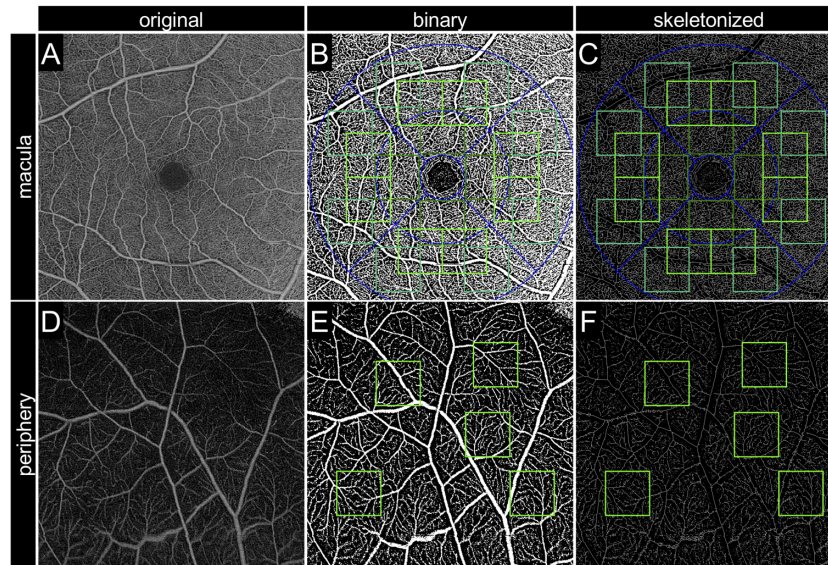 original
binary
skeletonized
macula
A
B
C
periphery
D
E
F